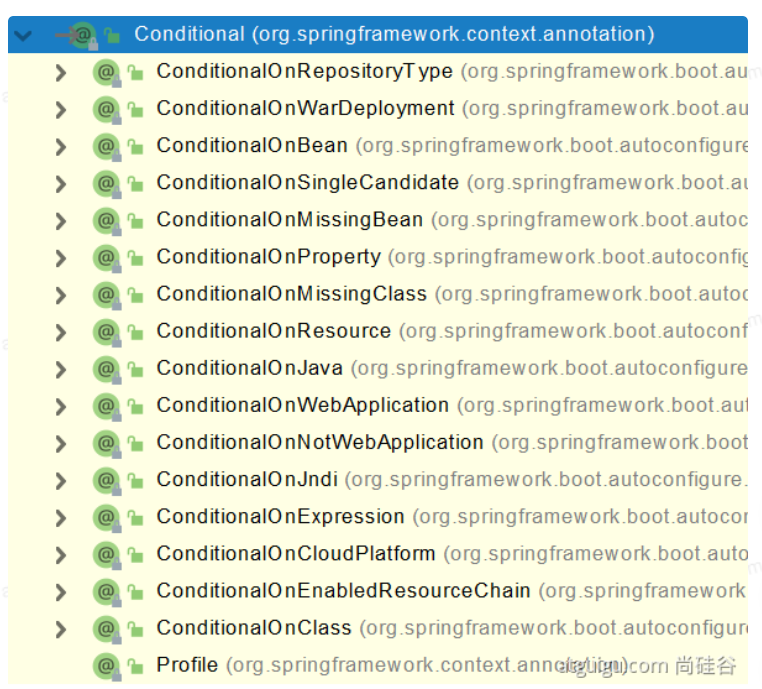 Conditional (org.springframework.context.annotation)
ConditionalOnRepositoryType (org.springframework.boot.au
ConditionalOnWarDeployment (org.springframework.boot.au
ConditionalOnBean (org.springframework.boot.autoconfigure
ConditionalOnSingleCandidate (org.springframework.boot.au
ConditionalOnMissingBean (org.springframework.boot.autoc
ConditionalOnProperty (org.springframework.boot.autoconfig
ConditionalOnMissingClass (org.springframework.boot.autoc
ConditionalOnResource (org.springframework.boot.autoconf
ConditionalOnJava (org.springframework.boot.autoconfigure
ConditionalOnWebApplication (org.springframework.boot.aut
ConditionalOnNotWebApplication (org.springframework.boot
ConditionalOnJndi (org.springframework.boot.autoconfigure.
ConditionalOnExpression (org.springframework.boot.autocor
ConditionalOnCloudPlatform (org.springframework.boot.auto
ConditionalOnEnabledResourceChain (org.springframework
ConditionalOnClass (org.springframework.boot.autoconfigure
Profile (org.springframework.context.annotation)
atguigu.com 尚硅谷